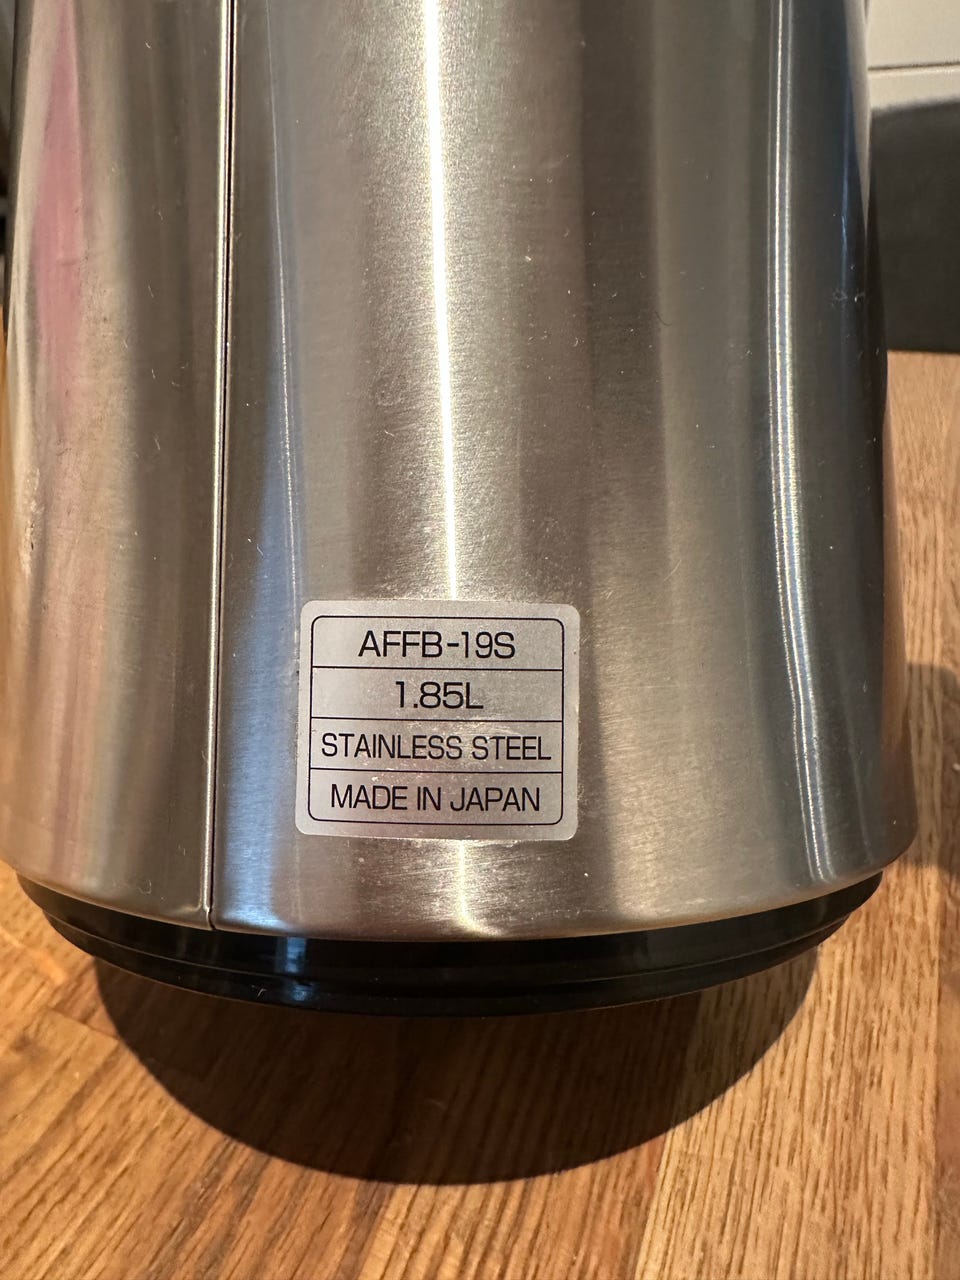 AFFB-19S
1.85L
STAINLESS STEEL
MADE IN JAPAN